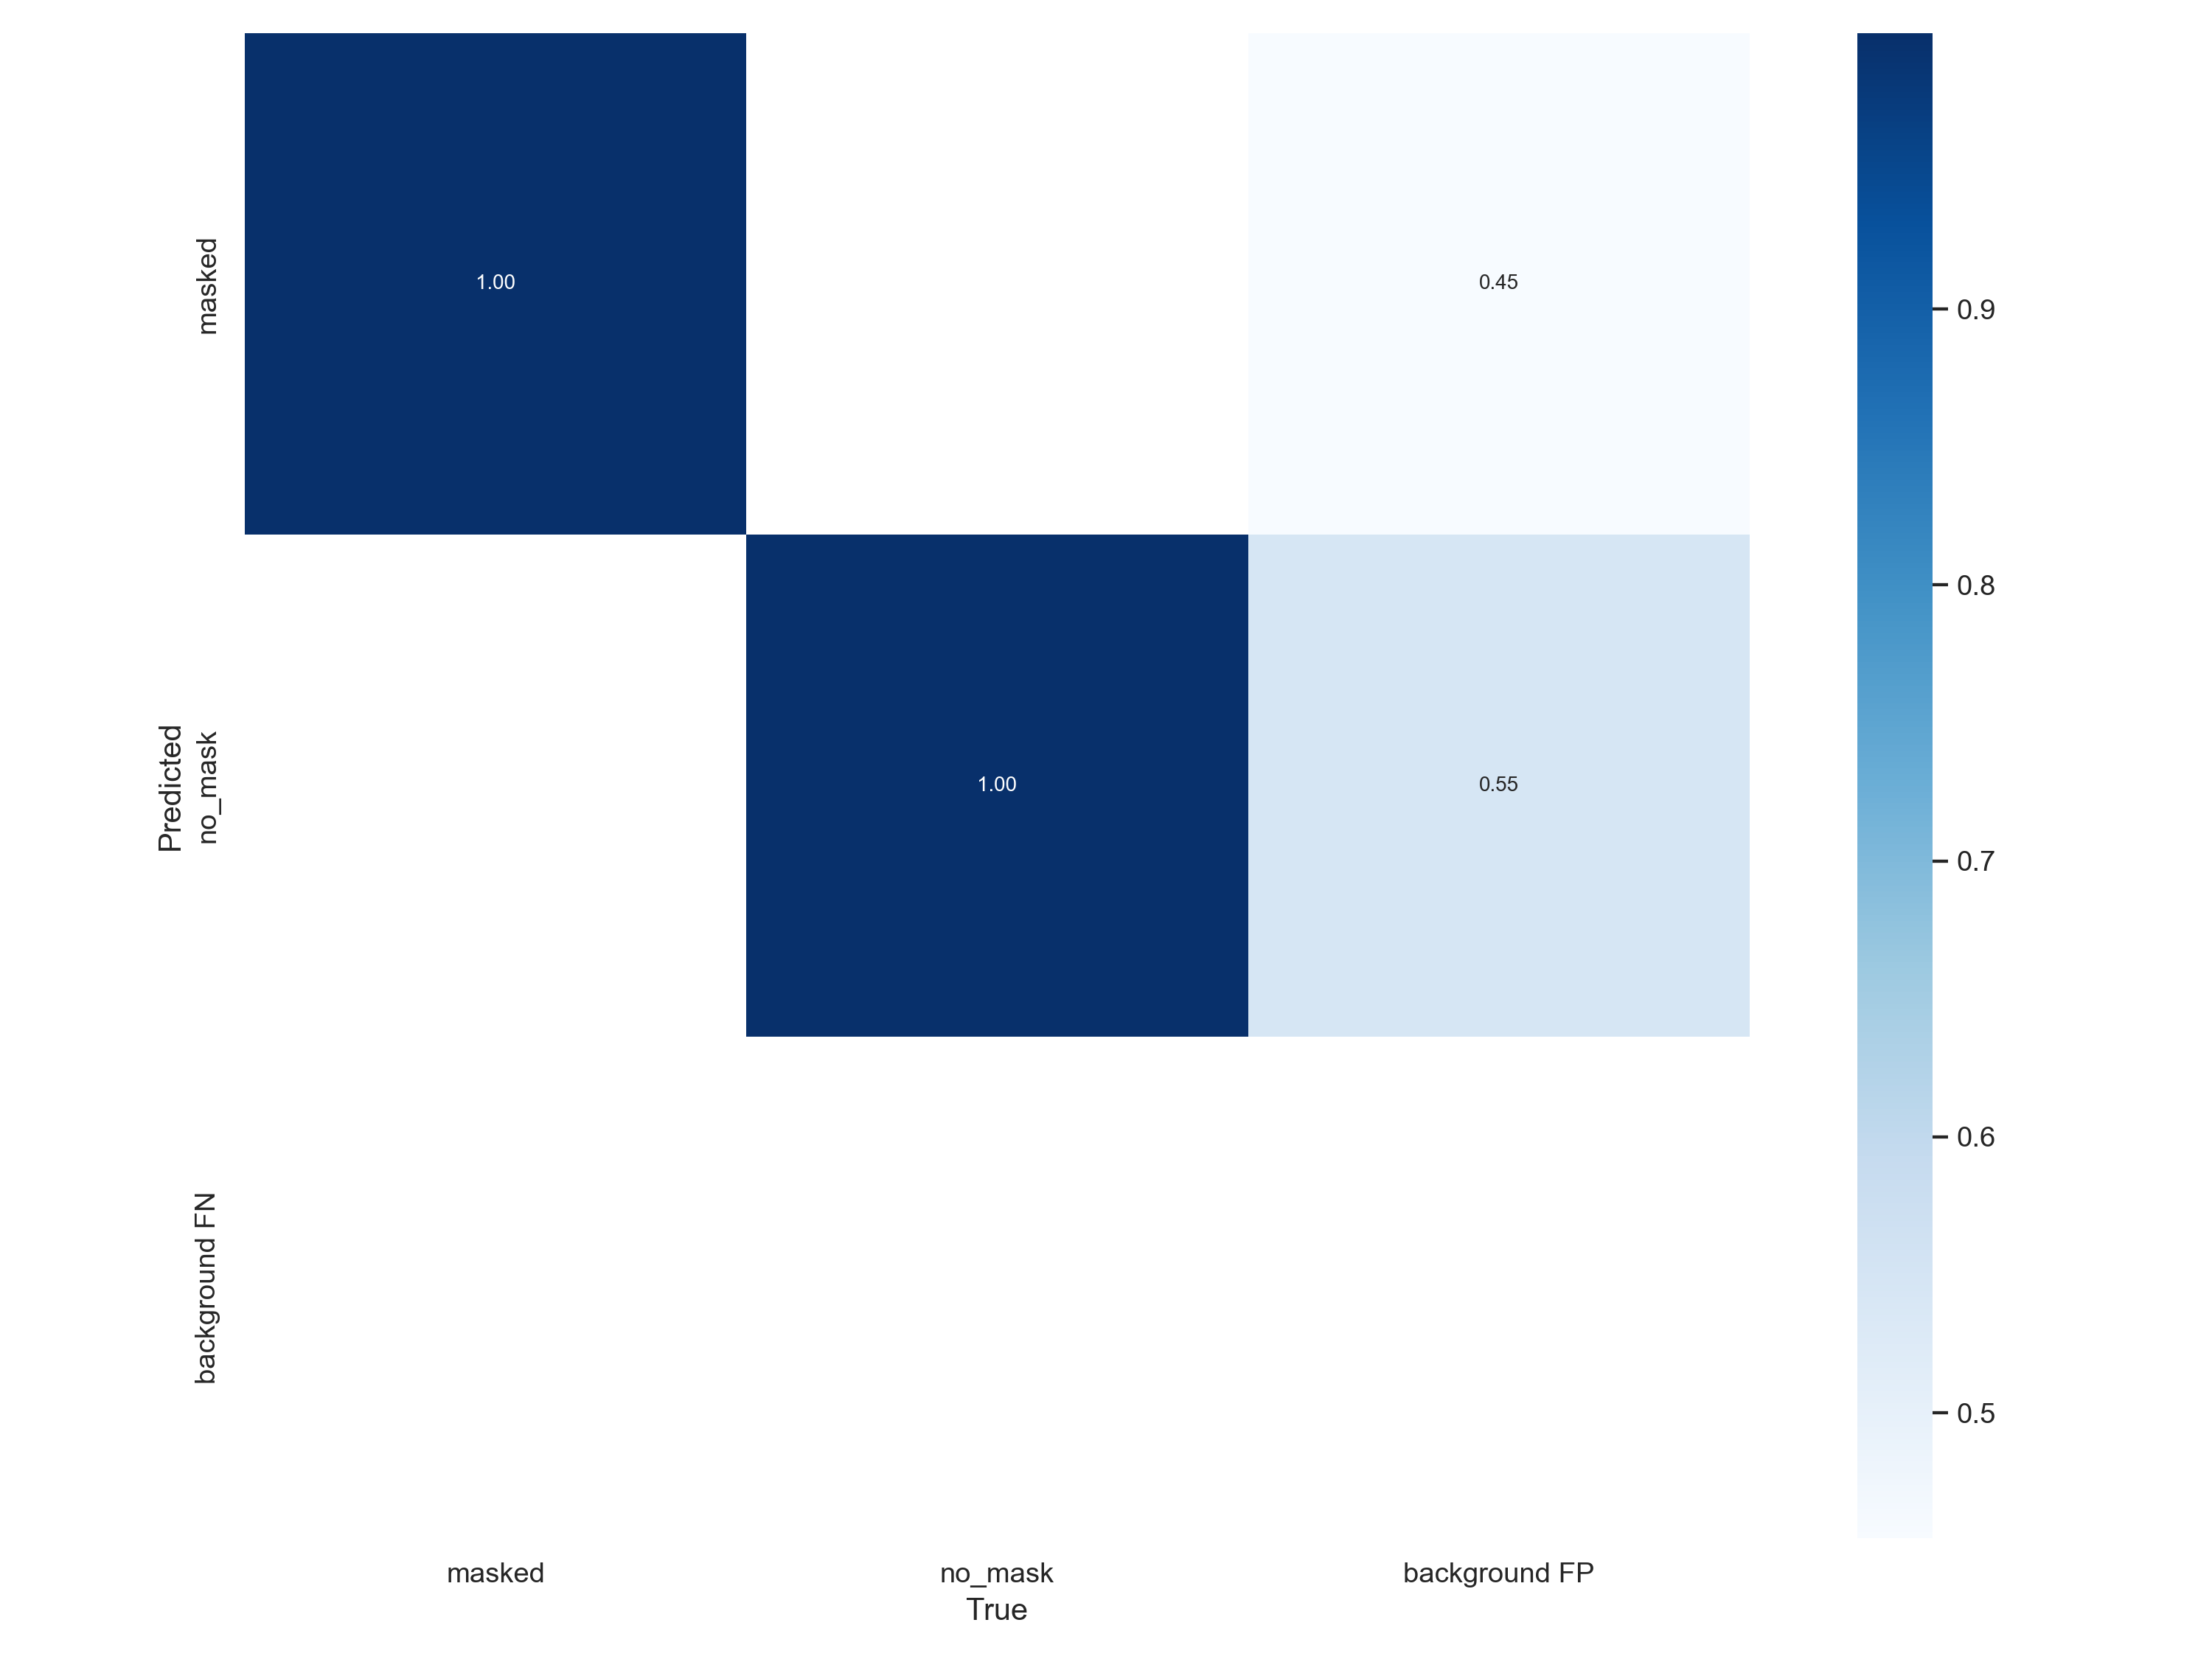 masked
1.00
0.45
0.9
0.8
Predicted
no_mask
1.00
0.55
0.7
0.6
background FN
0.5
masked
no_mask
background FP
True